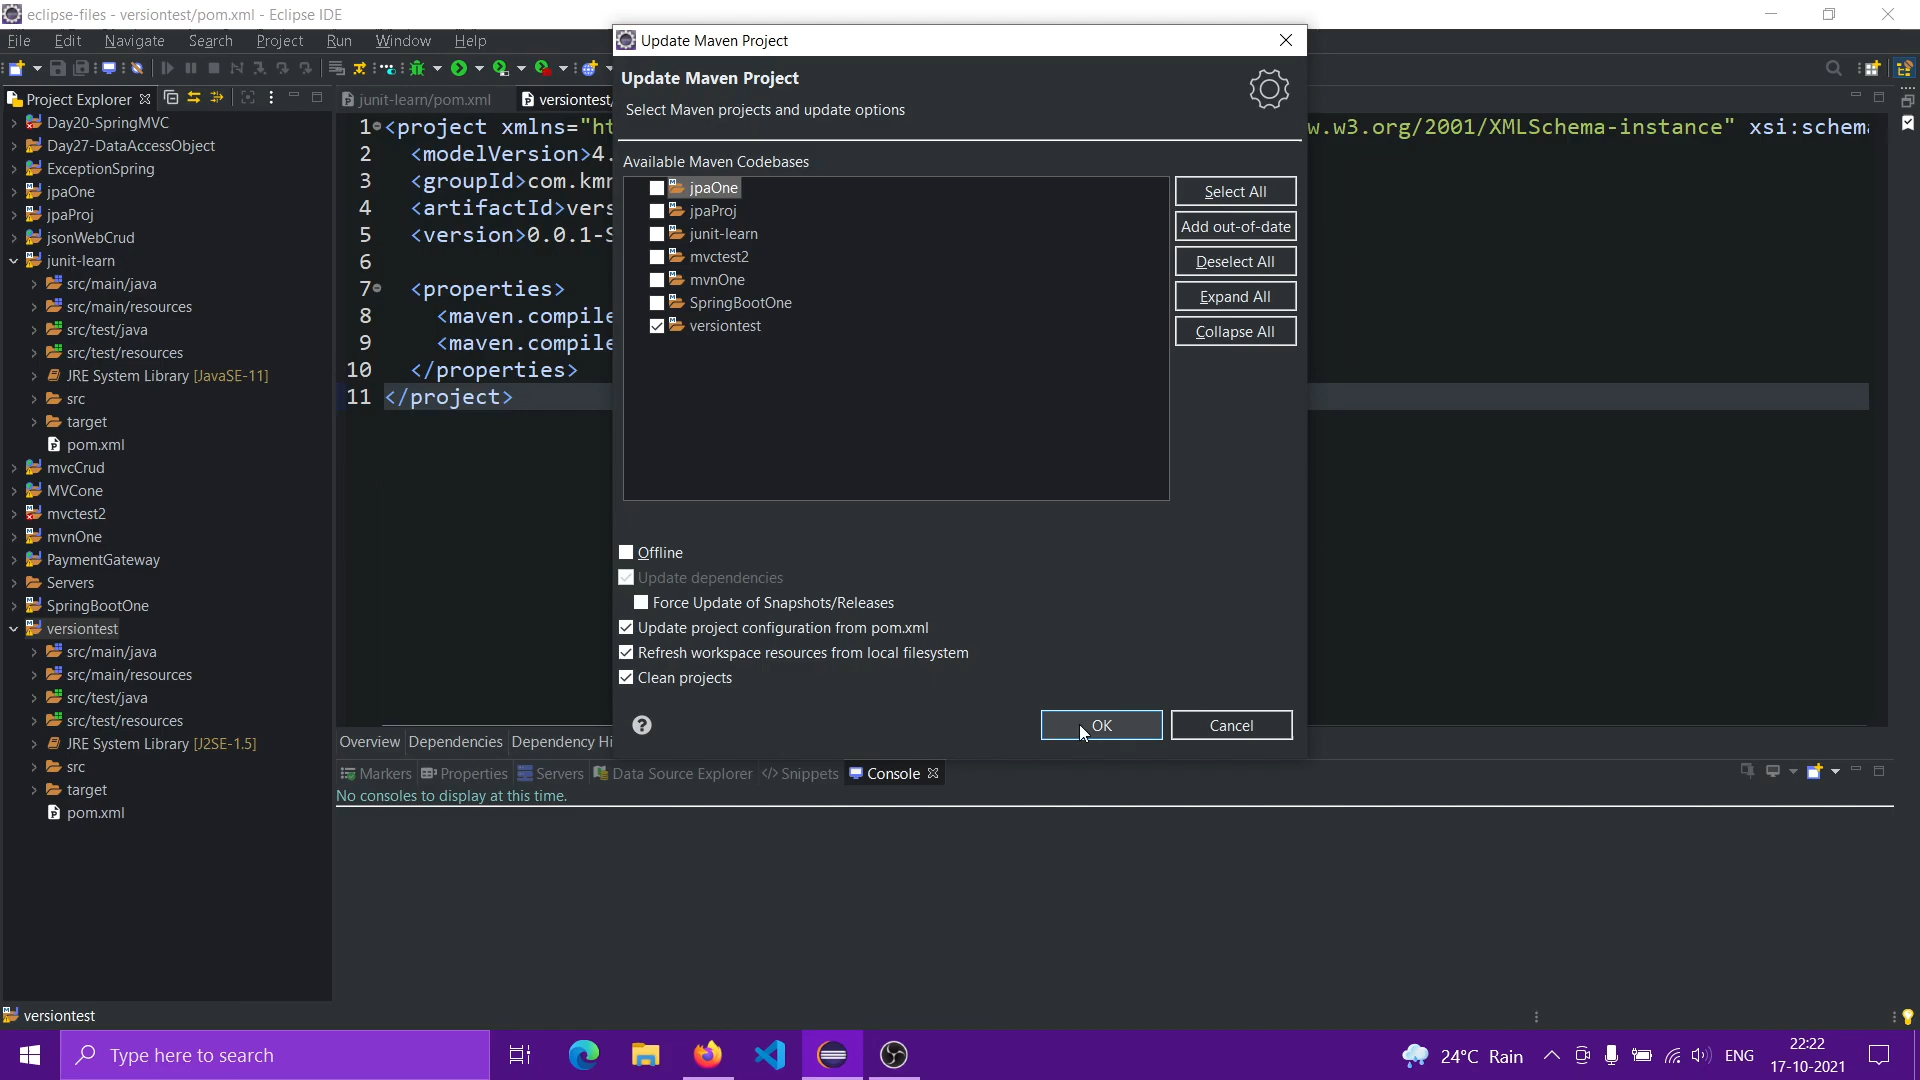 eclipse-files - versiontest/pom.xml - Eclipse IDE
File Edit Navigate Search Project Run Window Help
Project Explorer
junit-learn/pom.xml
versiontest/
Day20-SpringMVC
Day27-DataAccessObject
ExceptionSpring
jpaOne
jpaProj
jsonWebCrud
junit-learn
src/main/java
src/main/resources
src/test/java
src/test/resources
JRE System Library [JavaSE-11]
src
target
pom.xml
mvcCrud
MVCone
mvctest2
mvnOne
PaymentGateway
Servers
SpringBootOne
versiontest
src/main/java
src/main/resources
src/test/java
src/test/resources
JRE System Library [J2SE-1.5]
src
target
pom.xml
1 <project xmlns="ht
w.w3.org/2001/XMLSchema-instance" xsi:schema
2 <modelVersion>4.
3 <groupId>com.kmr
4 <artifactId>vers
5 <version>0.0.1-S
6
7 <properties>
8 <maven.compile
9 <maven.compile
10 </properties>
11 </project>
Update Maven Project
Update Maven Project
Select Maven projects and update options
Available Maven Codebases
jpaOne
jpaProj
junit-learn
mvctest2
mvnOne
SpringBootOne
versiontest
Select All
Add out-of-date
Deselect All
Expand All
Collapse All
Offline
Update dependencies
Force Update of Snapshots/Releases
Update project configuration from pom.xml
Refresh workspace resources from local filesystem
Clean projects
OK
Cancel
Overview Dependencies Dependency Hi
Markers Properties Servers Data Source Explorer Snippets Console
No consoles to display at this time.
versiontest
Type here to search
24°C Rain
ENG
22:22
17-10-2021